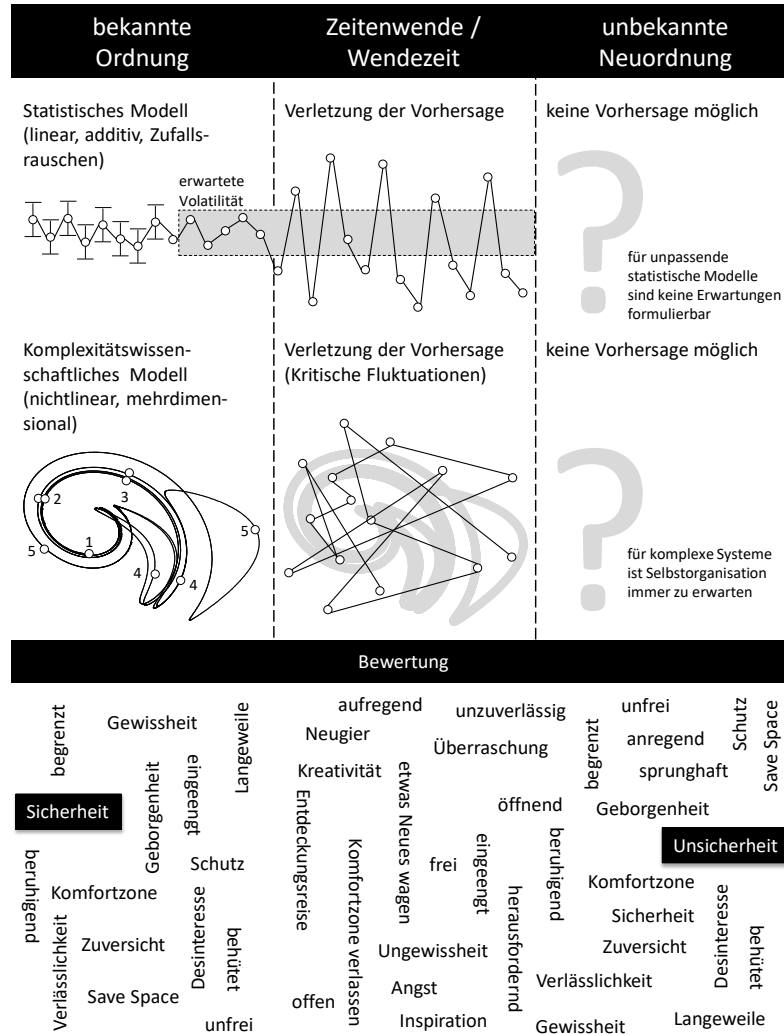 bekannte
Ordnung
Zeitenwende /
Wendezeit
unbekannte
Neuordnung
Statistisches Modell
(linear, additiv, Zufalls-
rauschen)
Verletzung der Vorhersage
keine Vorhersage möglich
erwartete
Volatilität
?
für unpassende
statistische Modelle
sind keine Erwartungen
formulierbar
Komplexitätswissen-
schaftliches Modell
(nichtlinear, mehrdimen-
sional)
Verletzung der Vorhersage
(Kritische Fluktuationen)
keine Vorhersage möglich
2
3
1
5
4
4
5
?
für komplexe Systeme
ist Selbstorganisation
immer zu erwarten
Bewertung
begrenzt
Gewissheit
Langeweile
Geborgenheit
eingeengt
Sicherheit
beruhigend
Schutz
Komfortzone
Verlässlichkeit
Zuversicht
Desinteresse
behütet
Save Space
unfrei
aufregend
unzuverlässig
Neugier
Überraschung
Kreativität
etwas Neues wagen
Entdeckungsreise
öffnend
Komfortzone verlassen
frei
eingeengt
beruhigend
herausfordernd
Ungewissheit
offen
Angst
Inspiration
begrenzt
unfrei
Schutz
Save Space
anregend
sprunghaft
Geborgenheit
Unsicherheit
Komfortzone
Sicherheit
Desinteresse
Zuversicht
behütet
Verlässlichkeit
Gewissheit
Langeweile